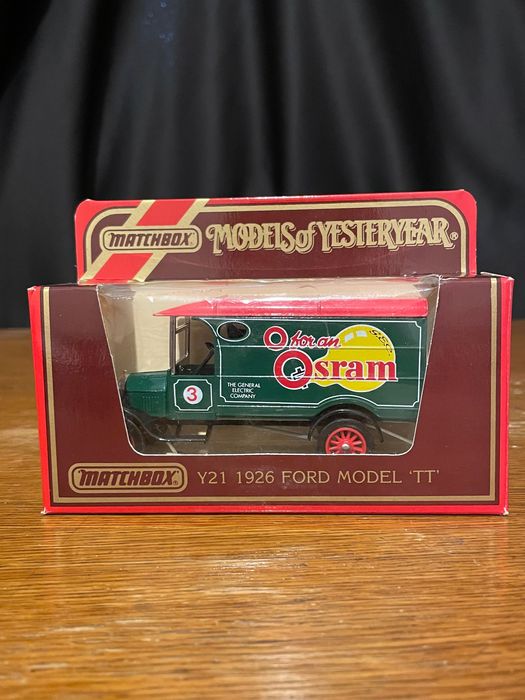 MATCHBOX®
MODELS of YESTERYEAR®
O for an
Osram
THE GENERAL
ELECTRIC
COMPANY
3
MATCHBOX®
Y21 1926 FORD MODEL ‘TT’